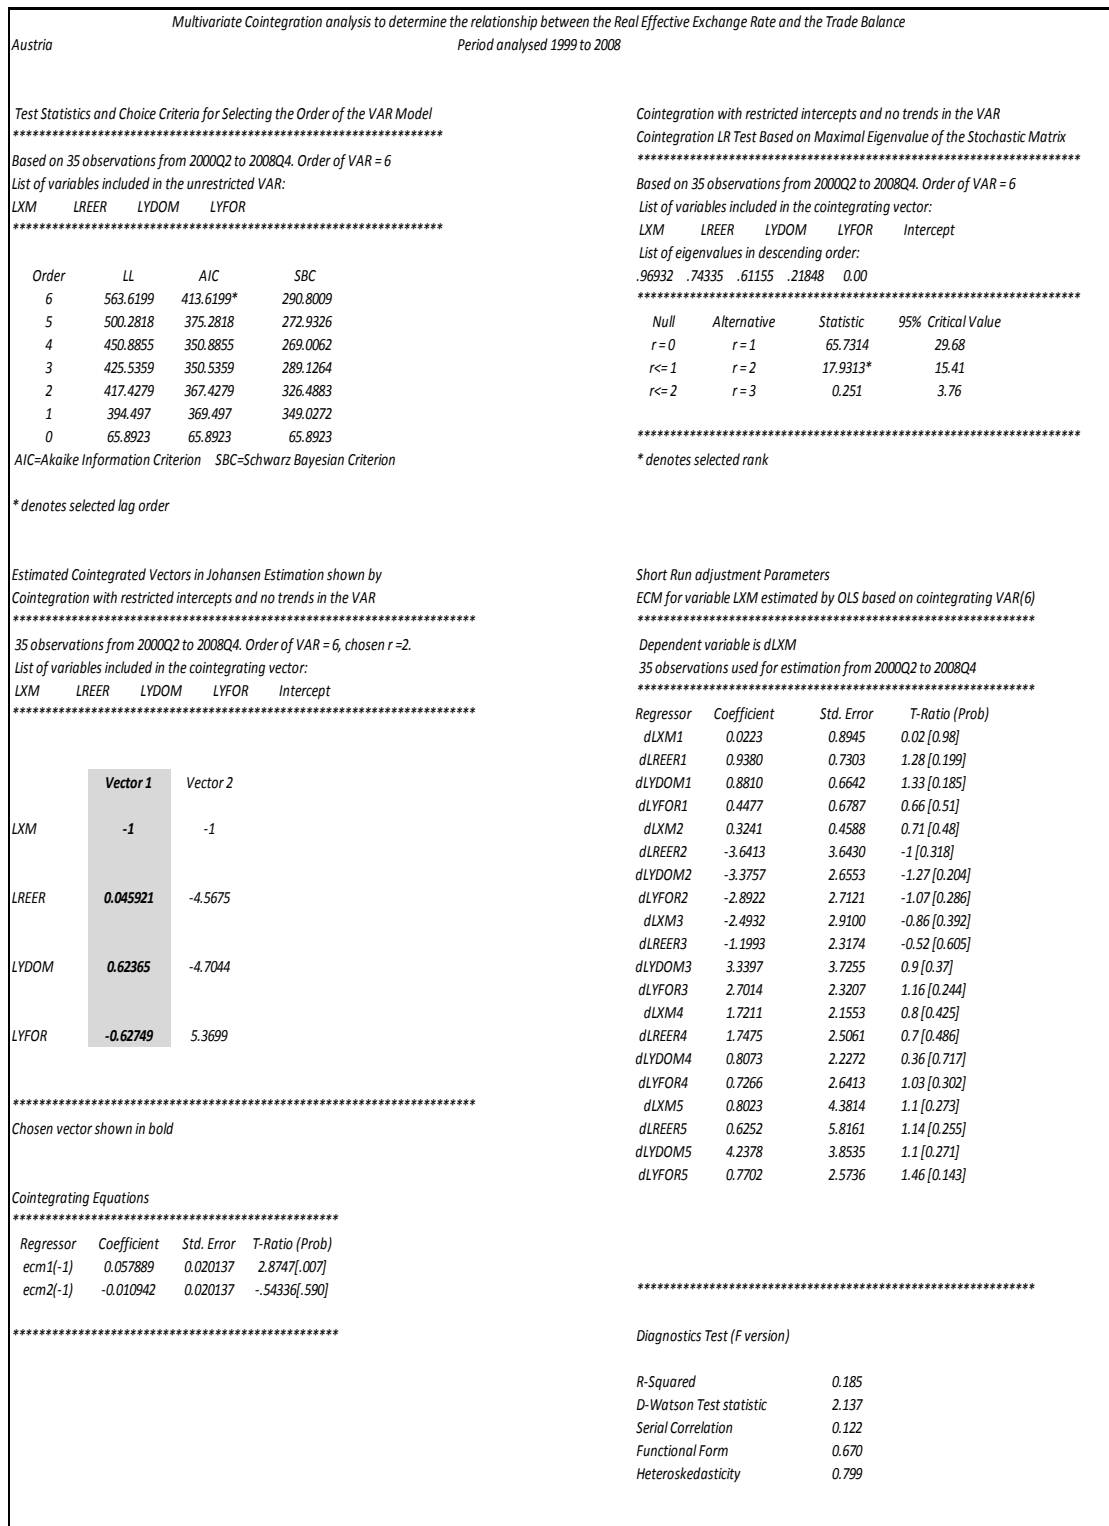 Multivariate Cointegration analysis to determine the relationship between the Real Effective Exchange Rate and the Trade Balance
Austria Period analysed 1999 to 2008
Test Statistics and Choice Criteria for Selecting the Order of the VAR Model
******************************************************************
Based on 35 observations from 2000Q2 to 2008Q4. Order of VAR = 6
List of variables included in the unrestricted VAR:
LXM LREER LYDOM LYFOR
******************************************************************
Order LL AIC SBC
6 563.6199 413.6199* 290.8009
5 500.2818 375.2818 272.9326
4 450.8855 350.8855 269.0062
3 425.5359 350.5359 289.1264
2 417.4279 367.4279 326.4883
1 394.497 369.497 349.0272
0 65.8923 65.8923 65.8923
AIC=Akaike Information Criterion SBC=Schwarz Bayesian Criterion
* denotes selected lag order
Cointegration with restricted intercepts and no trends in the VAR
Cointegration LR Test Based on Maximal Eigenvalue of the Stochastic Matrix
********************************************************************
Based on 35 observations from 2000Q2 to 2008Q4. Order of VAR = 6
List of variables included in the cointegrating vector:
LXM LREER LYDOM LYFOR Intercept
List of eigenvalues in descending order:
.96932 .74335 .61155 .21848 0.00
********************************************************************
Null Alternative Statistic 95% Critical Value
r = 0 r = 1 65.7314 29.68
r<= 1 r = 2 17.9313* 15.41
r<= 2 r = 3 0.251 3.76
********************************************************************
* denotes selected rank
Estimated Cointegrated Vectors in Johansen Estimation shown by
Cointegration with restricted intercepts and no trends in the VAR
***********************************************************************
35 observations from 2000Q2 to 2008Q4. Order of VAR = 6, chosen r =2.
List of variables included in the cointegrating vector:
LXM LREER LYDOM LYFOR Intercept
***********************************************************************
Vector 1 Vector 2
LXM -1 -1
LREER 0.045921 -4.5675
LYDOM 0.62365 -4.7044
LYFOR -0.62749 5.3699
***********************************************************************
Chosen vector shown in bold
Cointegrating Equations
**************************************************
Regressor Coefficient Std. Error T-Ratio (Prob)
ecm1(-1) 0.057889 0.020137 2.8747[.007]
ecm2(-1) -0.010942 0.020137 -.54336[.590]
**************************************************
Short Run adjustment Parameters
ECM for variable LXM estimated by OLS based on cointegrating VAR(6)
*************************************************************
Dependent variable is dLXM
35 observations used for estimation from 2000Q2 to 2008Q4
*************************************************************
Regressor Coefficient Std. Error T-Ratio (Prob)
dLXM1 0.0223 0.8945 0.02 [0.98]
dLREER1 0.9380 0.7303 1.28 [0.199]
dLYDOM1 0.8810 0.6642 1.33 [0.185]
dLYFOR1 0.4477 0.6787 0.66 [0.51]
dLXM2 0.3241 0.4588 0.71 [0.48]
dLREER2 -3.6413 3.6430 -1 [0.318]
dLYDOM2 -3.3757 2.6553 -1.27 [0.204]
dLYFOR2 -2.8922 2.7121 -1.07 [0.286]
dLXM3 -2.4932 2.9100 -0.86 [0.392]
dLREER3 -1.1993 2.3174 -0.52 [0.605]
dLYDOM3 3.3397 3.7255 0.9 [0.37]
dLYFOR3 2.7014 2.3207 1.16 [0.244]
dLXM4 1.7211 2.1553 0.8 [0.425]
dLREER4 1.7475 2.5061 0.7 [0.486]
dLYDOM4 0.8073 2.2272 0.36 [0.717]
dLYFOR4 0.7266 2.6413 1.03 [0.302]
dLXM5 0.8023 4.3814 1.1 [0.273]
dLREER5 0.6252 5.8161 1.14 [0.255]
dLYDOM5 4.2378 3.8535 1.1 [0.271]
dLYFOR5 0.7702 2.5736 1.46 [0.143]
*************************************************************
Diagnostics Test (F version)
R-Squared 0.185
D-Watson Test statistic 2.137
Serial Correlation 0.122
Functional Form 0.670
Heteroskedasticity 0.799